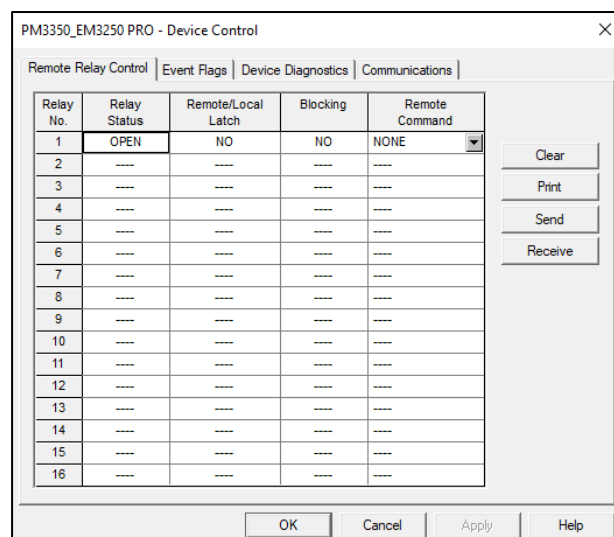 PM3350_EM3250 PRO - Device Control
Remote Relay Control Event Flags Device Diagnostics Communications
Relay No. Relay Status Remote/Local Latch Blocking Remote Command
1 OPEN NO NO NONE
2 ---- ---- ---- ----
3 ---- ---- ---- ----
4 ---- ---- ---- ----
5 ---- ---- ---- ----
6 ---- ---- ---- ----
7 ---- ---- ---- ----
8 ---- ---- ---- ----
9 ---- ---- ---- ----
10 ---- ---- ---- ----
11 ---- ---- ---- ----
12 ---- ---- ---- ----
13 ---- ---- ---- ----
14 ---- ---- ---- ----
15 ---- ---- ---- ----
16 ---- ---- ---- ----
Clear
Print
Send
Receive
OK Cancel Apply Help